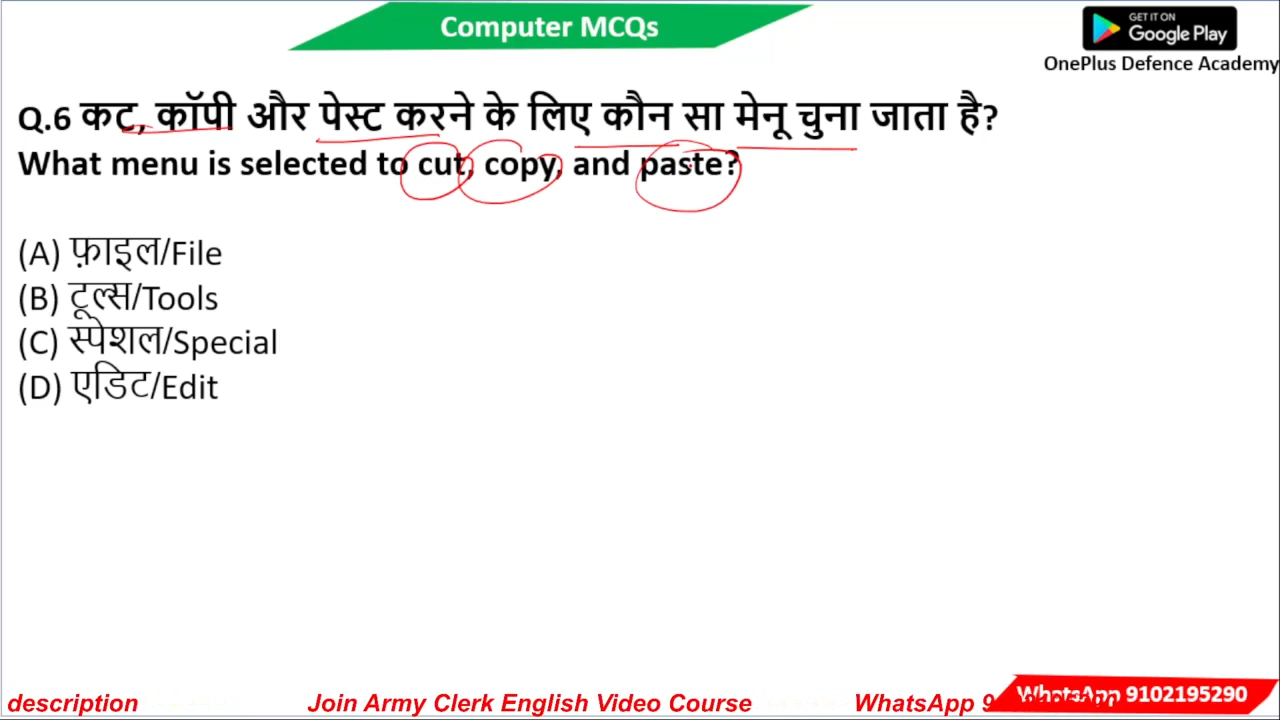 Computer MCQs
GET IT ON
Google Play
OnePlus Defence Academy
Q.6 कट, कॉपी और पेस्ट करने के लिए कौन सा मेनू चुना जाता है?
What menu is selected to cut, copy, and paste?
(A) फ़ाइल/File
(B) टूल्स/Tools
(C) स्पेशल/Special
(D) एडिट/Edit
WhatsApp 9102195290
description Join Army Clerk English Video Course WhatsApp 9